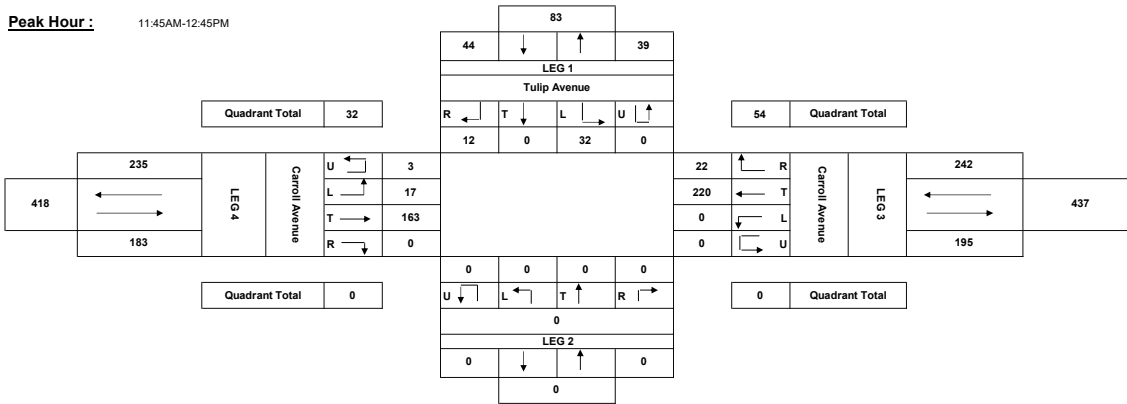 Peak Hour : 11:45AM-12:45PM
83
44 39
LEG 1
Tulip Avenue
Quadrant Total 32
R T L U
54 Quadrant Total
12 0 32 0
235 U 3
22 R 242
418 LEG 4 Carroll Avenue L 17
220 T Carroll Avenue LEG 3 437
T 163
0 L
183 R 0
0 U 195
0 0 0 0
Quadrant Total 0
U L T R
0 Quadrant Total
0
LEG 2
0 0
0